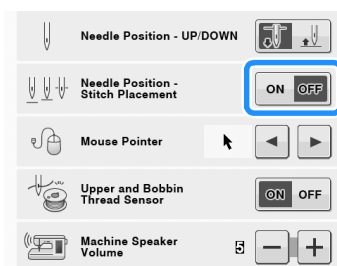 Needle Position - UP/DOWN
Needle Position -
Stitch Placement
ON OFF
Mouse Pointer
Upper and Bobbin
Thread Sensor
ON OFF
Machine Speaker
Volume
5 − +